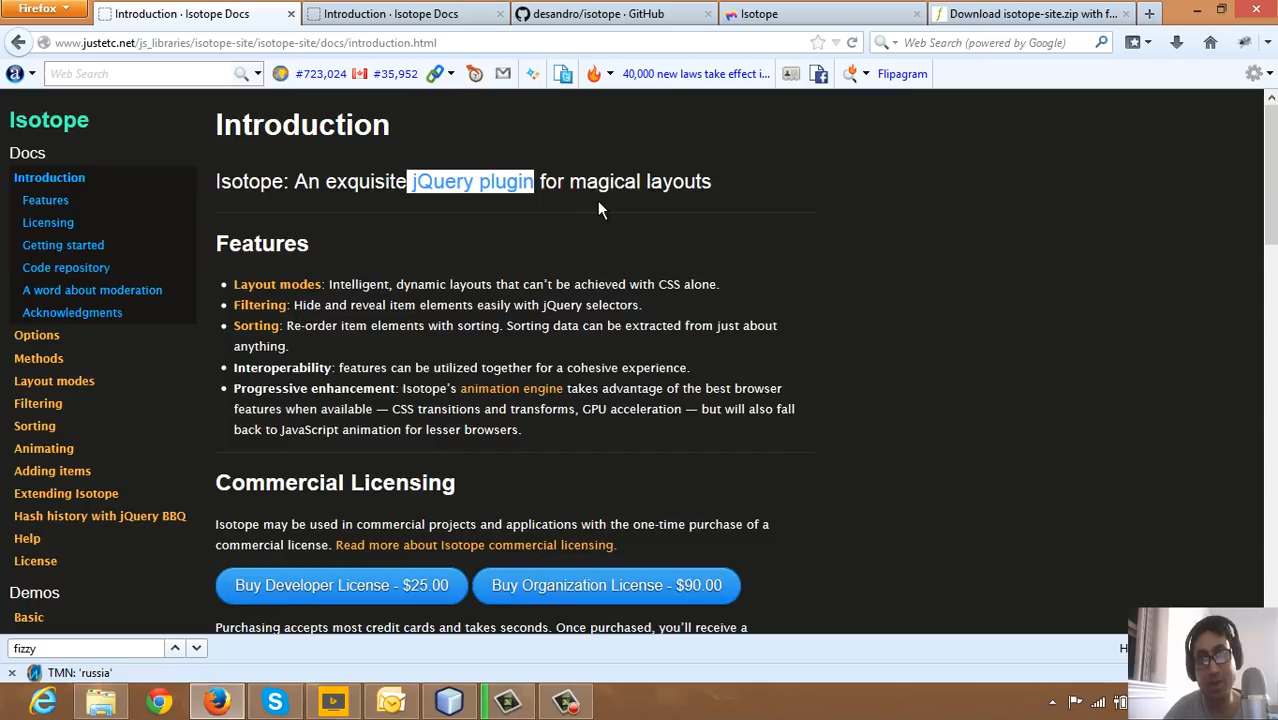 Firefox
Introduction · Isotope Docs
Introduction · Isotope Docs
desandro/isotope · GitHub
Isotope
Download isotope-site.zip with f...
www.justetc.net/js_libraries/isotope-site/isotope-site/docs/introduction.html
Web Search (powered by Google)
Web Search
#723,024
#35,952
40,000 new laws take effect i...
Flipagram
Isotope
Docs
Introduction
Features
Licensing
Getting started
Code repository
A word about moderation
Acknowledgments
Options
Methods
Layout modes
Filtering
Sorting
Animating
Adding items
Extending Isotope
Hash history with jQuery BBQ
Help
License
Demos
Basic
Introduction
Isotope: An exquisite jQuery plugin for magical layouts
Features
Layout modes: Intelligent, dynamic layouts that can’t be achieved with CSS alone.
Filtering: Hide and reveal item elements easily with jQuery selectors.
Sorting: Re-order item elements with sorting. Sorting data can be extracted from just about
anything.
Interoperability: features can be utilized together for a cohesive experience.
Progressive enhancement: Isotope’s animation engine takes advantage of the best browser
features when available — CSS transitions and transforms, GPU acceleration — but will also fall
back to JavaScript animation for lesser browsers.
Commercial Licensing
Isotope may be used in commercial projects and applications with the one-time purchase of a
commercial license. Read more about Isotope commercial licensing.
Buy Developer License - $25.00
Buy Organization License - $90.00
Purchasing accepts most credit cards and takes seconds. Once purchased, you’ll receive a
fizzy
H
TMN: 'russia'